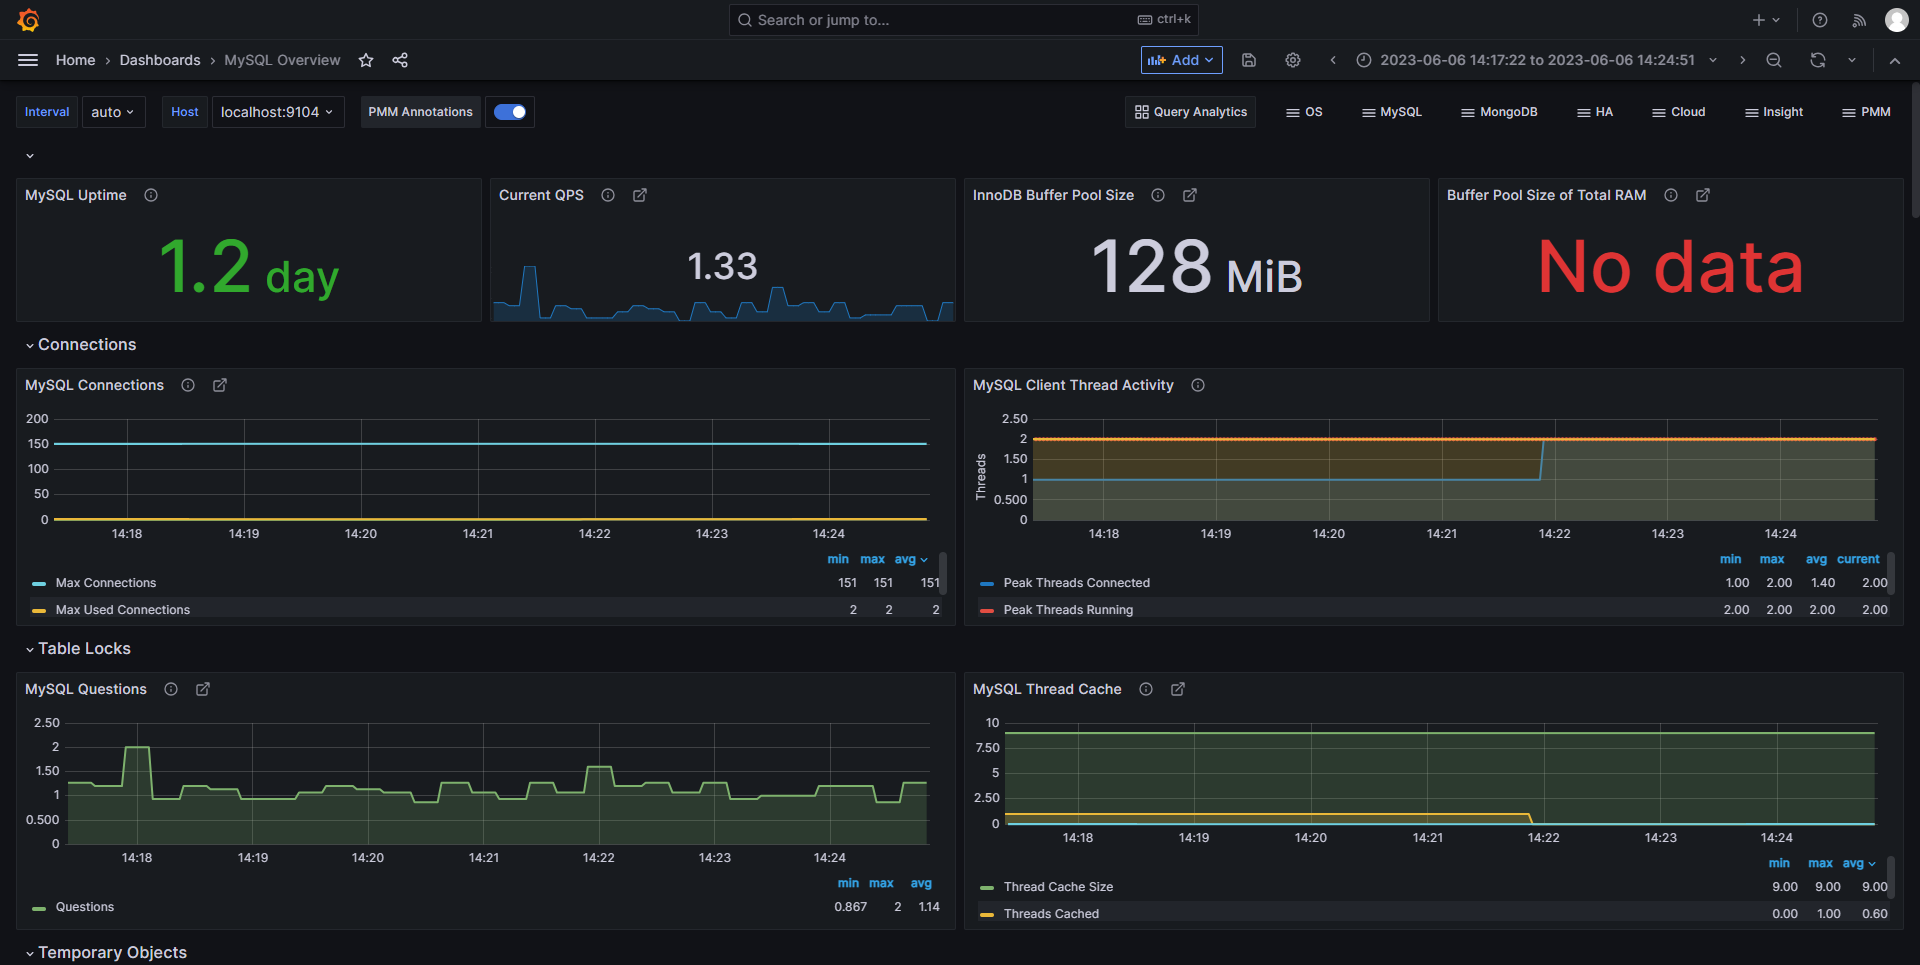 Search or jump to... ctrl+k
Home › Dashboards › MySQL Overview
Add
2023-06-06 14:17:22 to 2023-06-06 14:24:51
Interval auto Host localhost:9104 PMM Annotations
Query Analytics OS MySQL MongoDB HA Cloud Insight PMM
MySQL Uptime
1.2 day
Current QPS
1.33
InnoDB Buffer Pool Size
128 MiB
Buffer Pool Size of Total RAM
No data
Connections
MySQL Connections
200
150
100
50
0
14:18 14:19 14:20 14:21 14:22 14:23 14:24
min max avg
Max Connections 151 151 151
Max Used Connections 2 2 2
MySQL Client Thread Activity
Threads
2.50
2
1.50
1
0.500
0
14:18 14:19 14:20 14:21 14:22 14:23 14:24
min max avg current
Peak Threads Connected 1.00 2.00 1.40 2.00
Peak Threads Running 2.00 2.00 2.00 2.00
Table Locks
MySQL Questions
2.50
2
1.50
1
0.500
0
14:18 14:19 14:20 14:21 14:22 14:23 14:24
min max avg
Questions 0.867 2 1.14
MySQL Thread Cache
10
7.50
5
2.50
0
14:18 14:19 14:20 14:21 14:22 14:23 14:24
min max avg
Thread Cache Size 9.00 9.00 9.00
Threads Cached 0.00 1.00 0.60
Temporary Objects